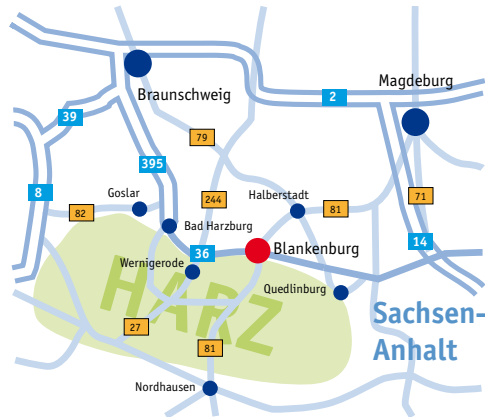 Magdeburg
Braunschweig
2
39
79
395
8
Goslar
244
Halberstadt
71
82
81
Bad Harzburg
14
36
Blankenburg
Wernigerode
HARZ
Quedlinburg
Sachsen-
Anhalt
27
81
Nordhausen